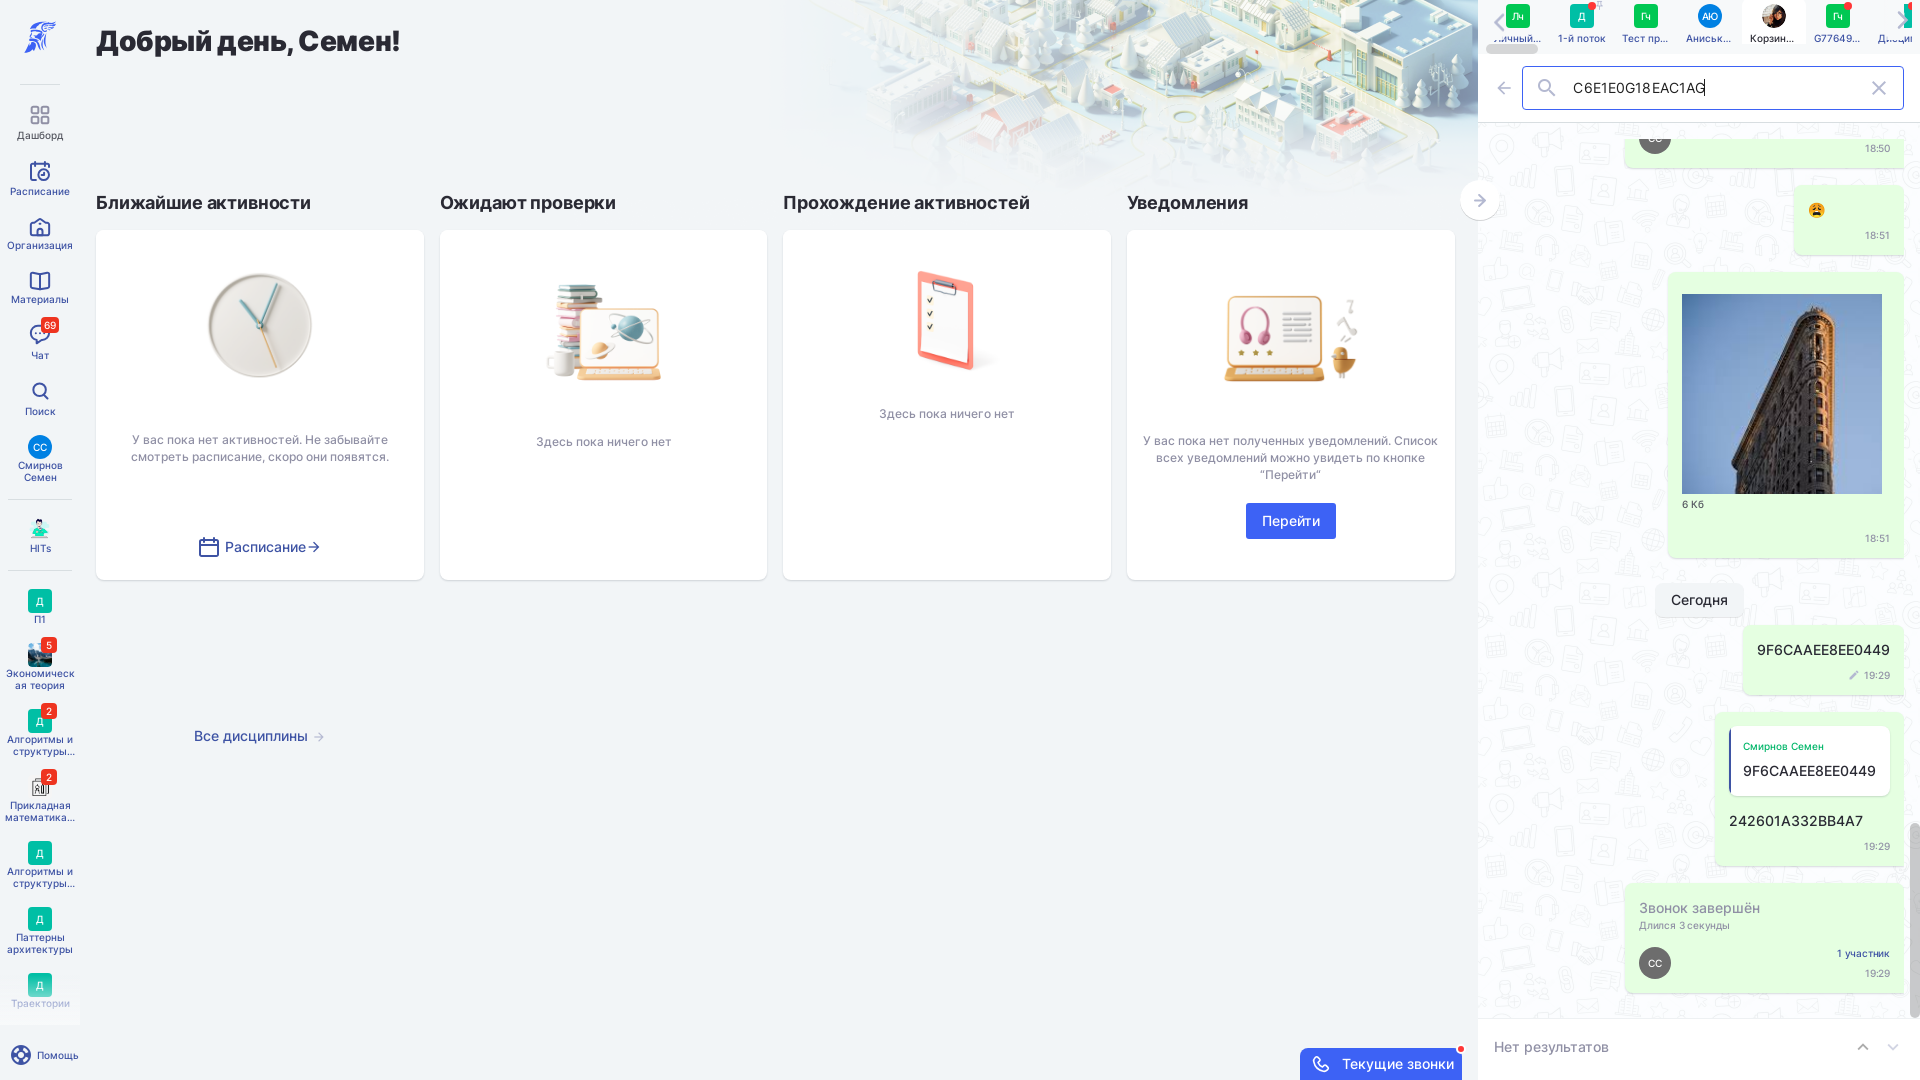 Дашборд
Расписание
Организация
Материалы
69
Чат
Поиск
СС
Смирнов
Семен
HITs
Д
П1
5
Экономическ
ая теория
Д
2
Алгоритмы и
структуры...
2
Прикладная
математика...
Д
Алгоритмы и
структуры...
Д
Паттерны
архитектуры
Д
Траектории
Помощь
Добрый день, Семен!
Ближайшие активности
У вас пока нет активностей. Не забывайте
смотреть расписание, скоро они появятся.
Расписание
Ожидают проверки
Здесь пока ничего нет
Прохождение активностей
Здесь пока ничего нет
Уведомления
У вас пока нет полученных уведомлений. Список
всех уведомлений можно увидеть по кнопке
“Перейти”
Перейти
Все дисциплины
Текущие звонки
Лч
Личный...
Д
1-й поток
Гч
Тест пр...
АЮ
Аниськ...
Корзин...
Гч
G77649...
C6E1E0G18EAC1AG
СС
18:50
18:51
6 Кб
18:51
Сегодня
9F6CAAEE8EE0449
19:29
Смирнов Семен
9F6CAAEE8EE0449
242601A332BB4A7
19:29
Звонок завершён
Длился 3 секунды
СС
1 участник
19:29
Нет результатов